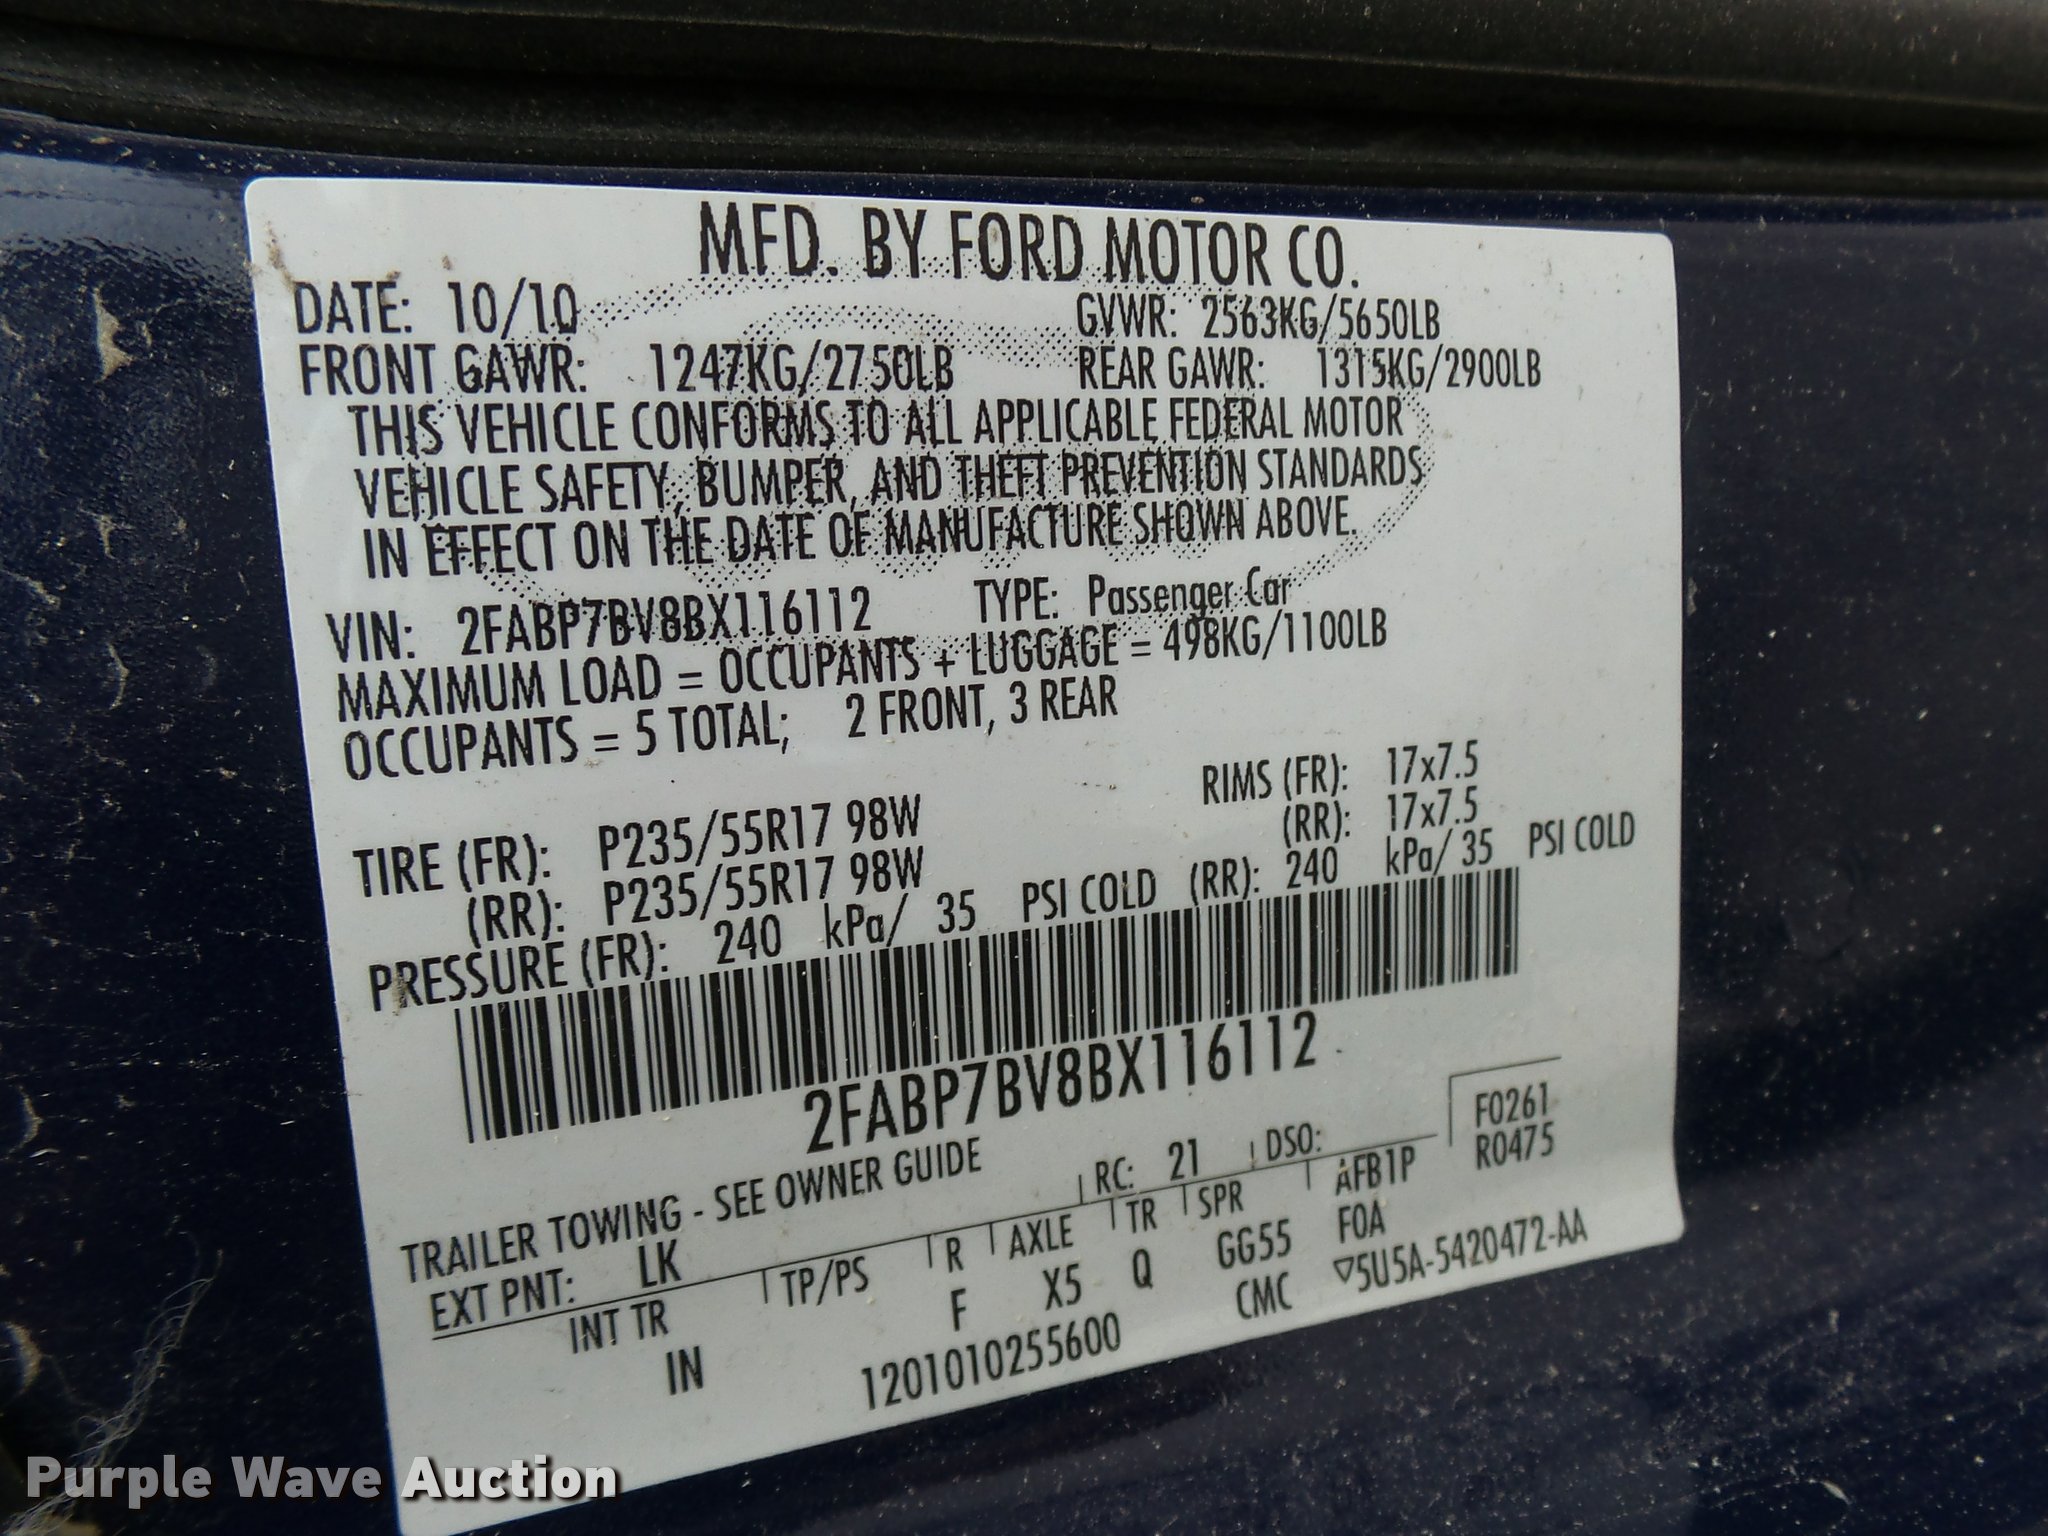 MFD. BY FORD MOTOR CO.
DATE: 10/10 GVWR: 2563KG/5650LB
FRONT GAWR: 1247KG/2750LB REAR GAWR: 1315KG/2900LB
THIS VEHICLE CONFORMS TO ALL APPLICABLE FEDERAL MOTOR
VEHICLE SAFETY, BUMPER, AND THEFT PREVENTION STANDARDS
IN EFFECT ON THE DATE OF MANUFACTURE SHOWN ABOVE.
VIN: 2FABP7BV8BX116112 TYPE: Passenger Car
MAXIMUM LOAD = OCCUPANTS + LUGGAGE = 498KG/1100LB
OCCUPANTS = 5 TOTAL; 2 FRONT, 3 REAR
TIRE (FR): P235/55R17 98W RIMS (FR): 17x7.5
(RR): P235/55R17 98W (RR): 17x7.5
PRESSURE (FR): 240 kPa/ 35 PSI COLD (RR): 240 kPa/ 35 PSI COLD
2FABP7BV8BX116112
TRAILER TOWING - SEE OWNER GUIDE
F0261
R0475
EXT PNT: LK RC: 21 DSO:
INT TR TP/PS R AXLE TR SPR AFB1P
IN F X5 Q GG55 FOA
1201010255600 CMC ▽5U5A-5420472-AA
Purple Wave Auction